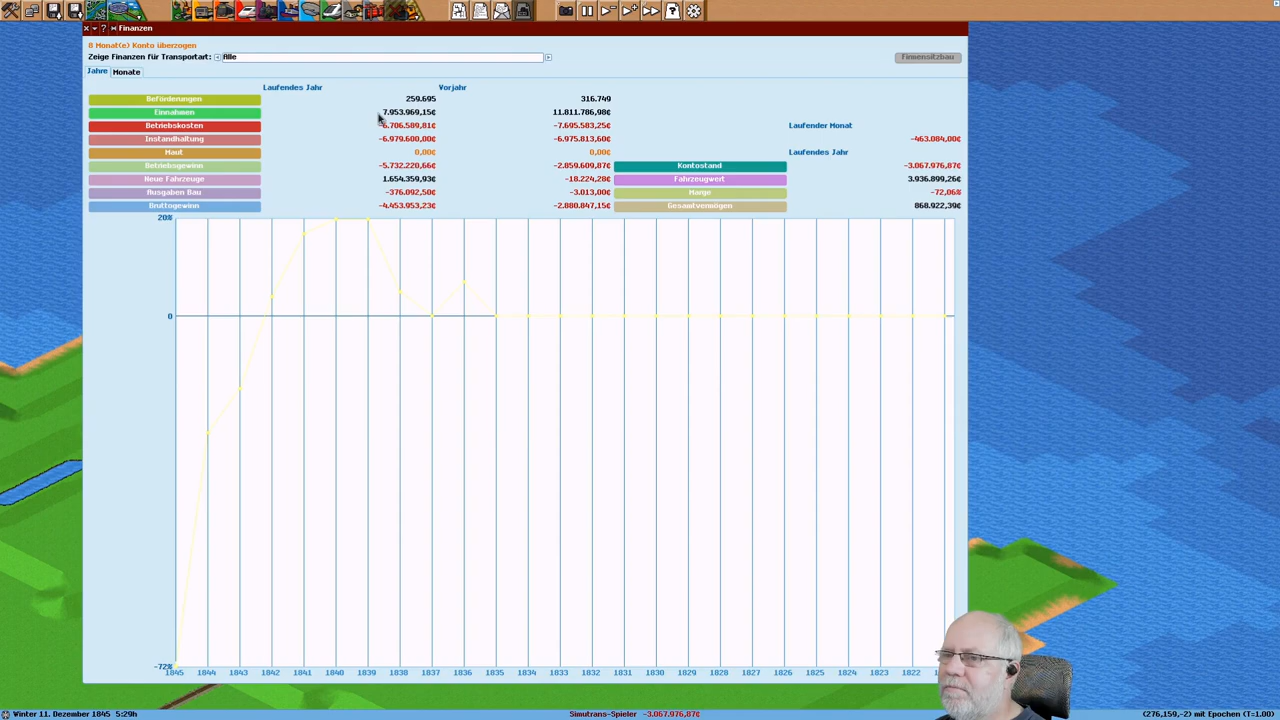 Finanzen
8 Monat(e) Konto überzogen
Zeige Finanzen für Transportart: Alle
Firmensitzbau
Jahre Monate
Laufendes Jahr Vorjahr
Beförderungen 259.695 316.749
Einnahmen 7.953.969,15¢ 11.811.786,98¢
Betriebskosten -6.706.589,81¢ -7.695.583,25¢ Laufender Monat
Instandhaltung -6.979.600,00¢ -6.975.813,60¢ -463.084,00¢
Maut 0,00¢ 0,00¢ Laufendes Jahr
Betriebsgewinn -5.732.220,66¢ -2.859.609,87¢ Kontostand -3.067.976,87¢
Neue Fahrzeuge 1.654.359,93¢ -18.224,28¢ Fahrzeugwert 3.936.899,26¢
Ausgaben Bau -376.092,50¢ -3.013,00¢ Marge -72,06%
Bruttogewinn -4.453.953,23¢ -2.880.847,15¢ Gesamtvermögen 868.922,39¢
20%
0
-72%
1845 1844 1843 1842 1841 1840 1839 1838 1837 1836 1835 1834 1833 1832 1831 1830 1829 1828 1827 1826 1825 1824 1823 1822
Winter 11. Dezember 1845 5:29h Simutrans-Spieler -3.067.976,87¢ (276,159,-2) mit Epochen (T=1.00)